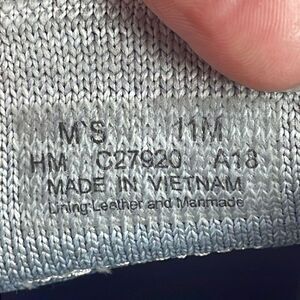 M'S 11M
HM C27920 A18
MADE IN VIETNAM
Lining:Leather and Manmade